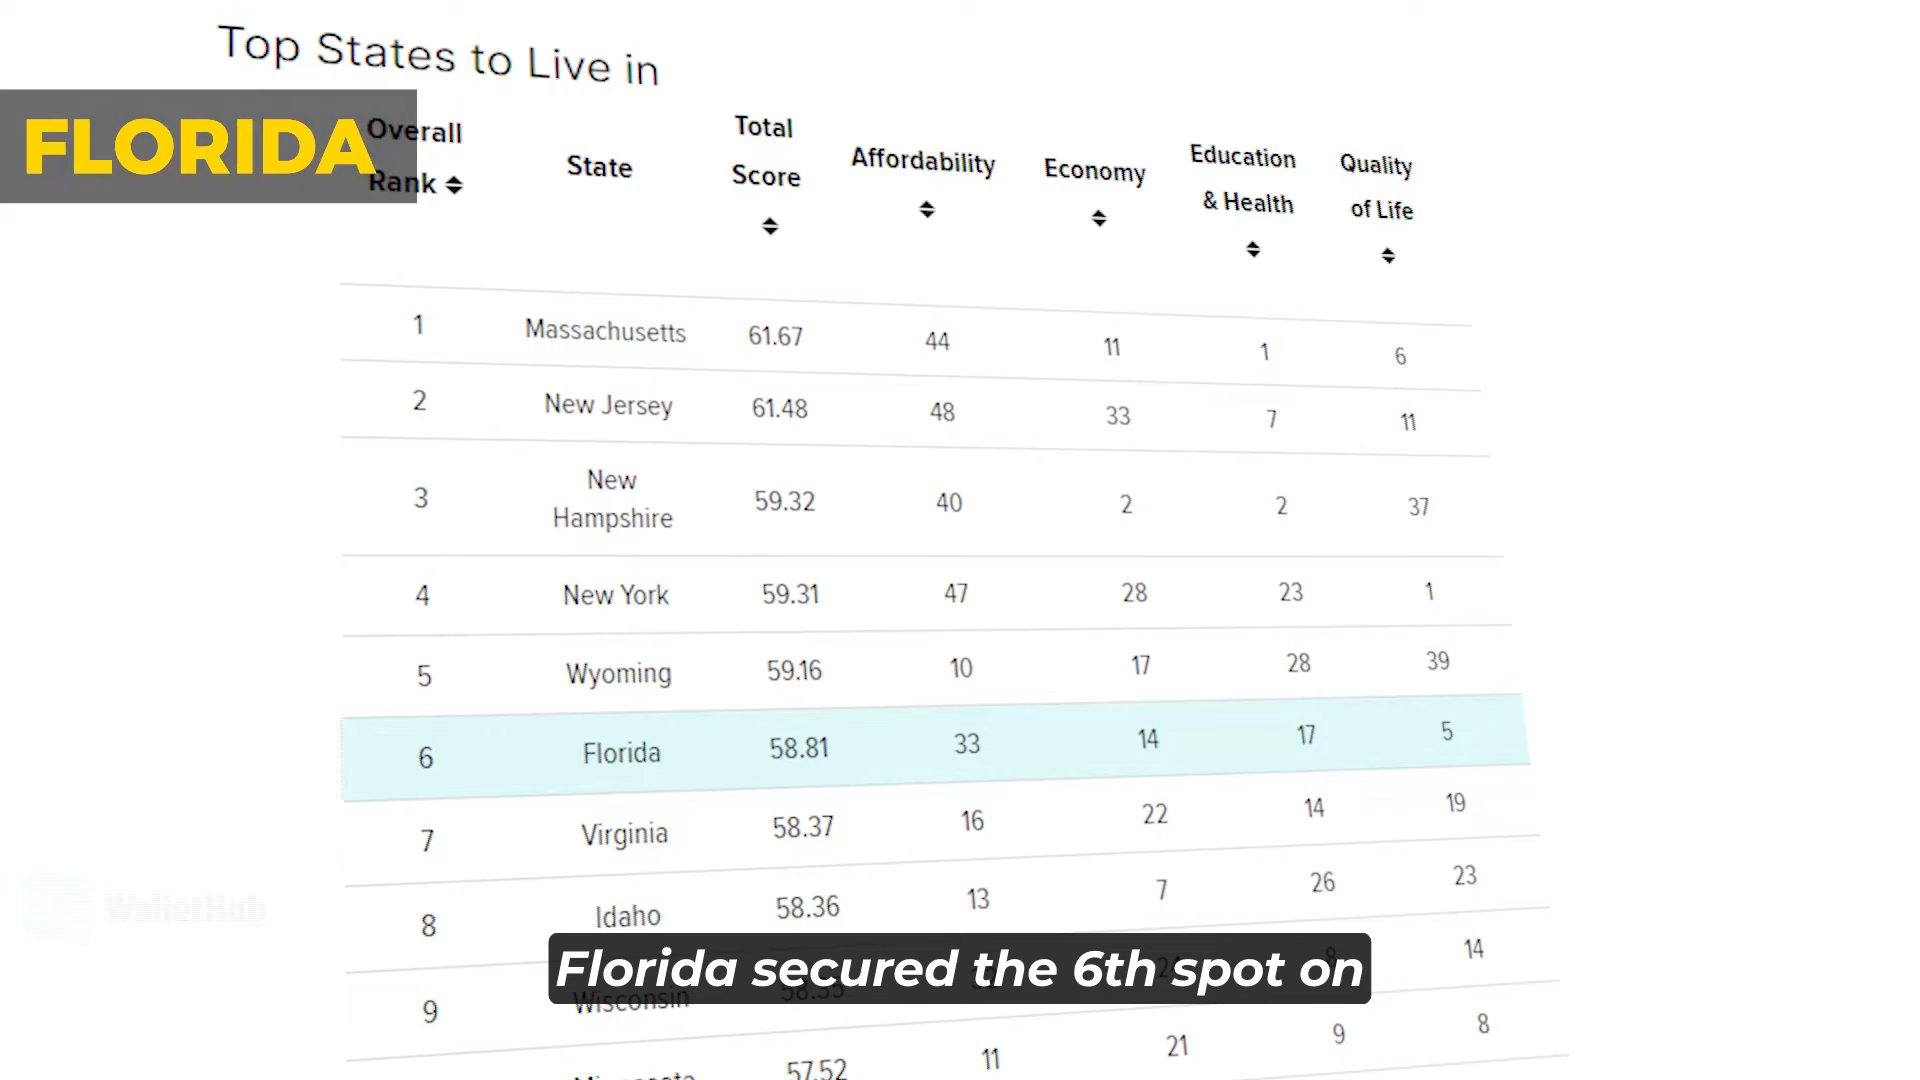 Top States to Live in
FLORIDA
Overall Rank
State
Total Score
Affordability
Economy
Education & Health
Quality of Life
1 Massachusetts 61.67 44 11 1 6
2 New Jersey 61.48 48 33 7 11
3 New Hampshire 59.32 40 2 2 37
4 New York 59.31 47 28 23 1
5 Wyoming 59.16 10 17 28 39
6 Florida 58.81 33 14 17 5
7 Virginia 58.37 16 22 14 19
8 Idaho 58.36 13 7 26 23
9 Wisconsin 58.35 24 14
57.52 11 21 9 8
Florida secured the 6th spot on
WalletHub